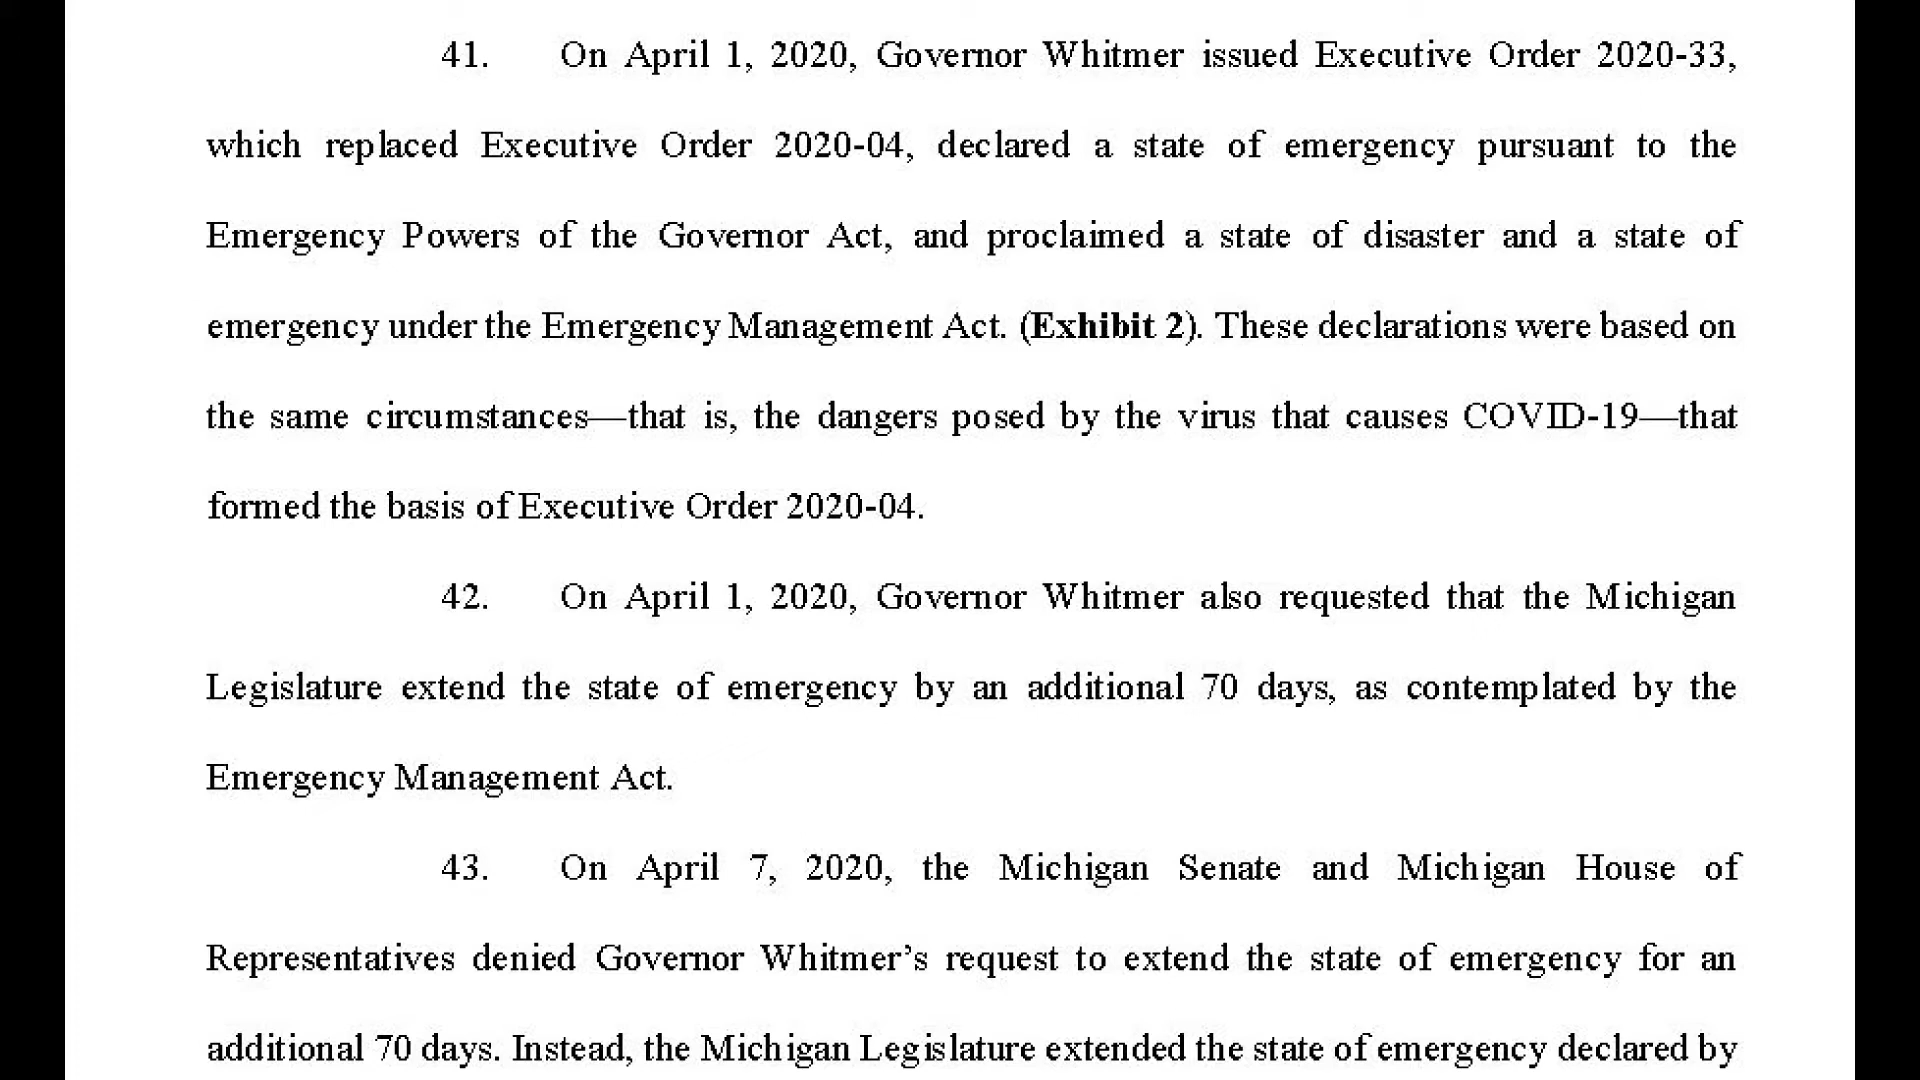 41. On April 1, 2020, Governor Whitmer issued Executive Order 2020-33,
which replaced Executive Order 2020-04, declared a state of emergency pursuant to the
Emergency Powers of the Governor Act, and proclaimed a state of disaster and a state of
emergency under the Emergency Management Act. (Exhibit 2). These declarations were based on
the same circumstances—that is, the dangers posed by the virus that causes COVID-19—that
formed the basis of Executive Order 2020-04.
42. On April 1, 2020, Governor Whitmer also requested that the Michigan
Legislature extend the state of emergency by an additional 70 days, as contemplated by the
Emergency Management Act.
43. On April 7, 2020, the Michigan Senate and Michigan House of
Representatives denied Governor Whitmer’s request to extend the state of emergency for an
additional 70 days. Instead, the Michigan Legislature extended the state of emergency declared by